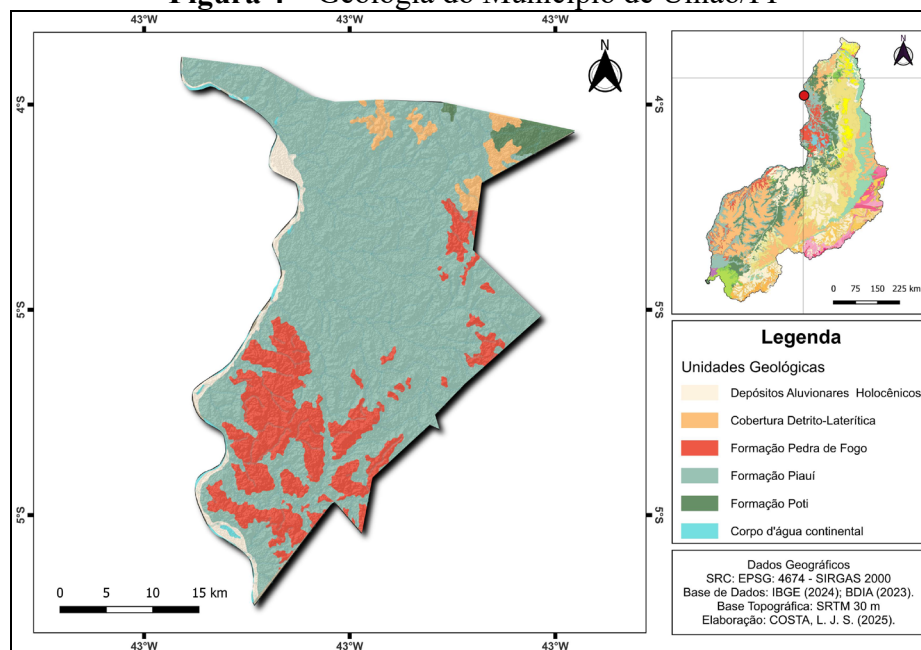 Figura 4 – Geologia do Município de União/PI
43°W 43°W 43°W
N
4°S
5°S
5°S
4°S
5°S
5°S
0 5 10 15 km
43°W 43°W 43°W
N
0 75 150 225 km
Legenda
Unidades Geológicas
Depósitos Aluvionares Holocênicos
Cobertura Detrito-Laterítica
Formação Pedra de Fogo
Formação Piauí
Formação Poti
Corpo d'água continental
Dados Geográficos
SRC: EPSG: 4674 - SIRGAS 2000
Base de Dados: IBGE (2024); BDIA (2023).
Base Topográfica: SRTM 30 m
Elaboração: COSTA, L. J. S. (2025).